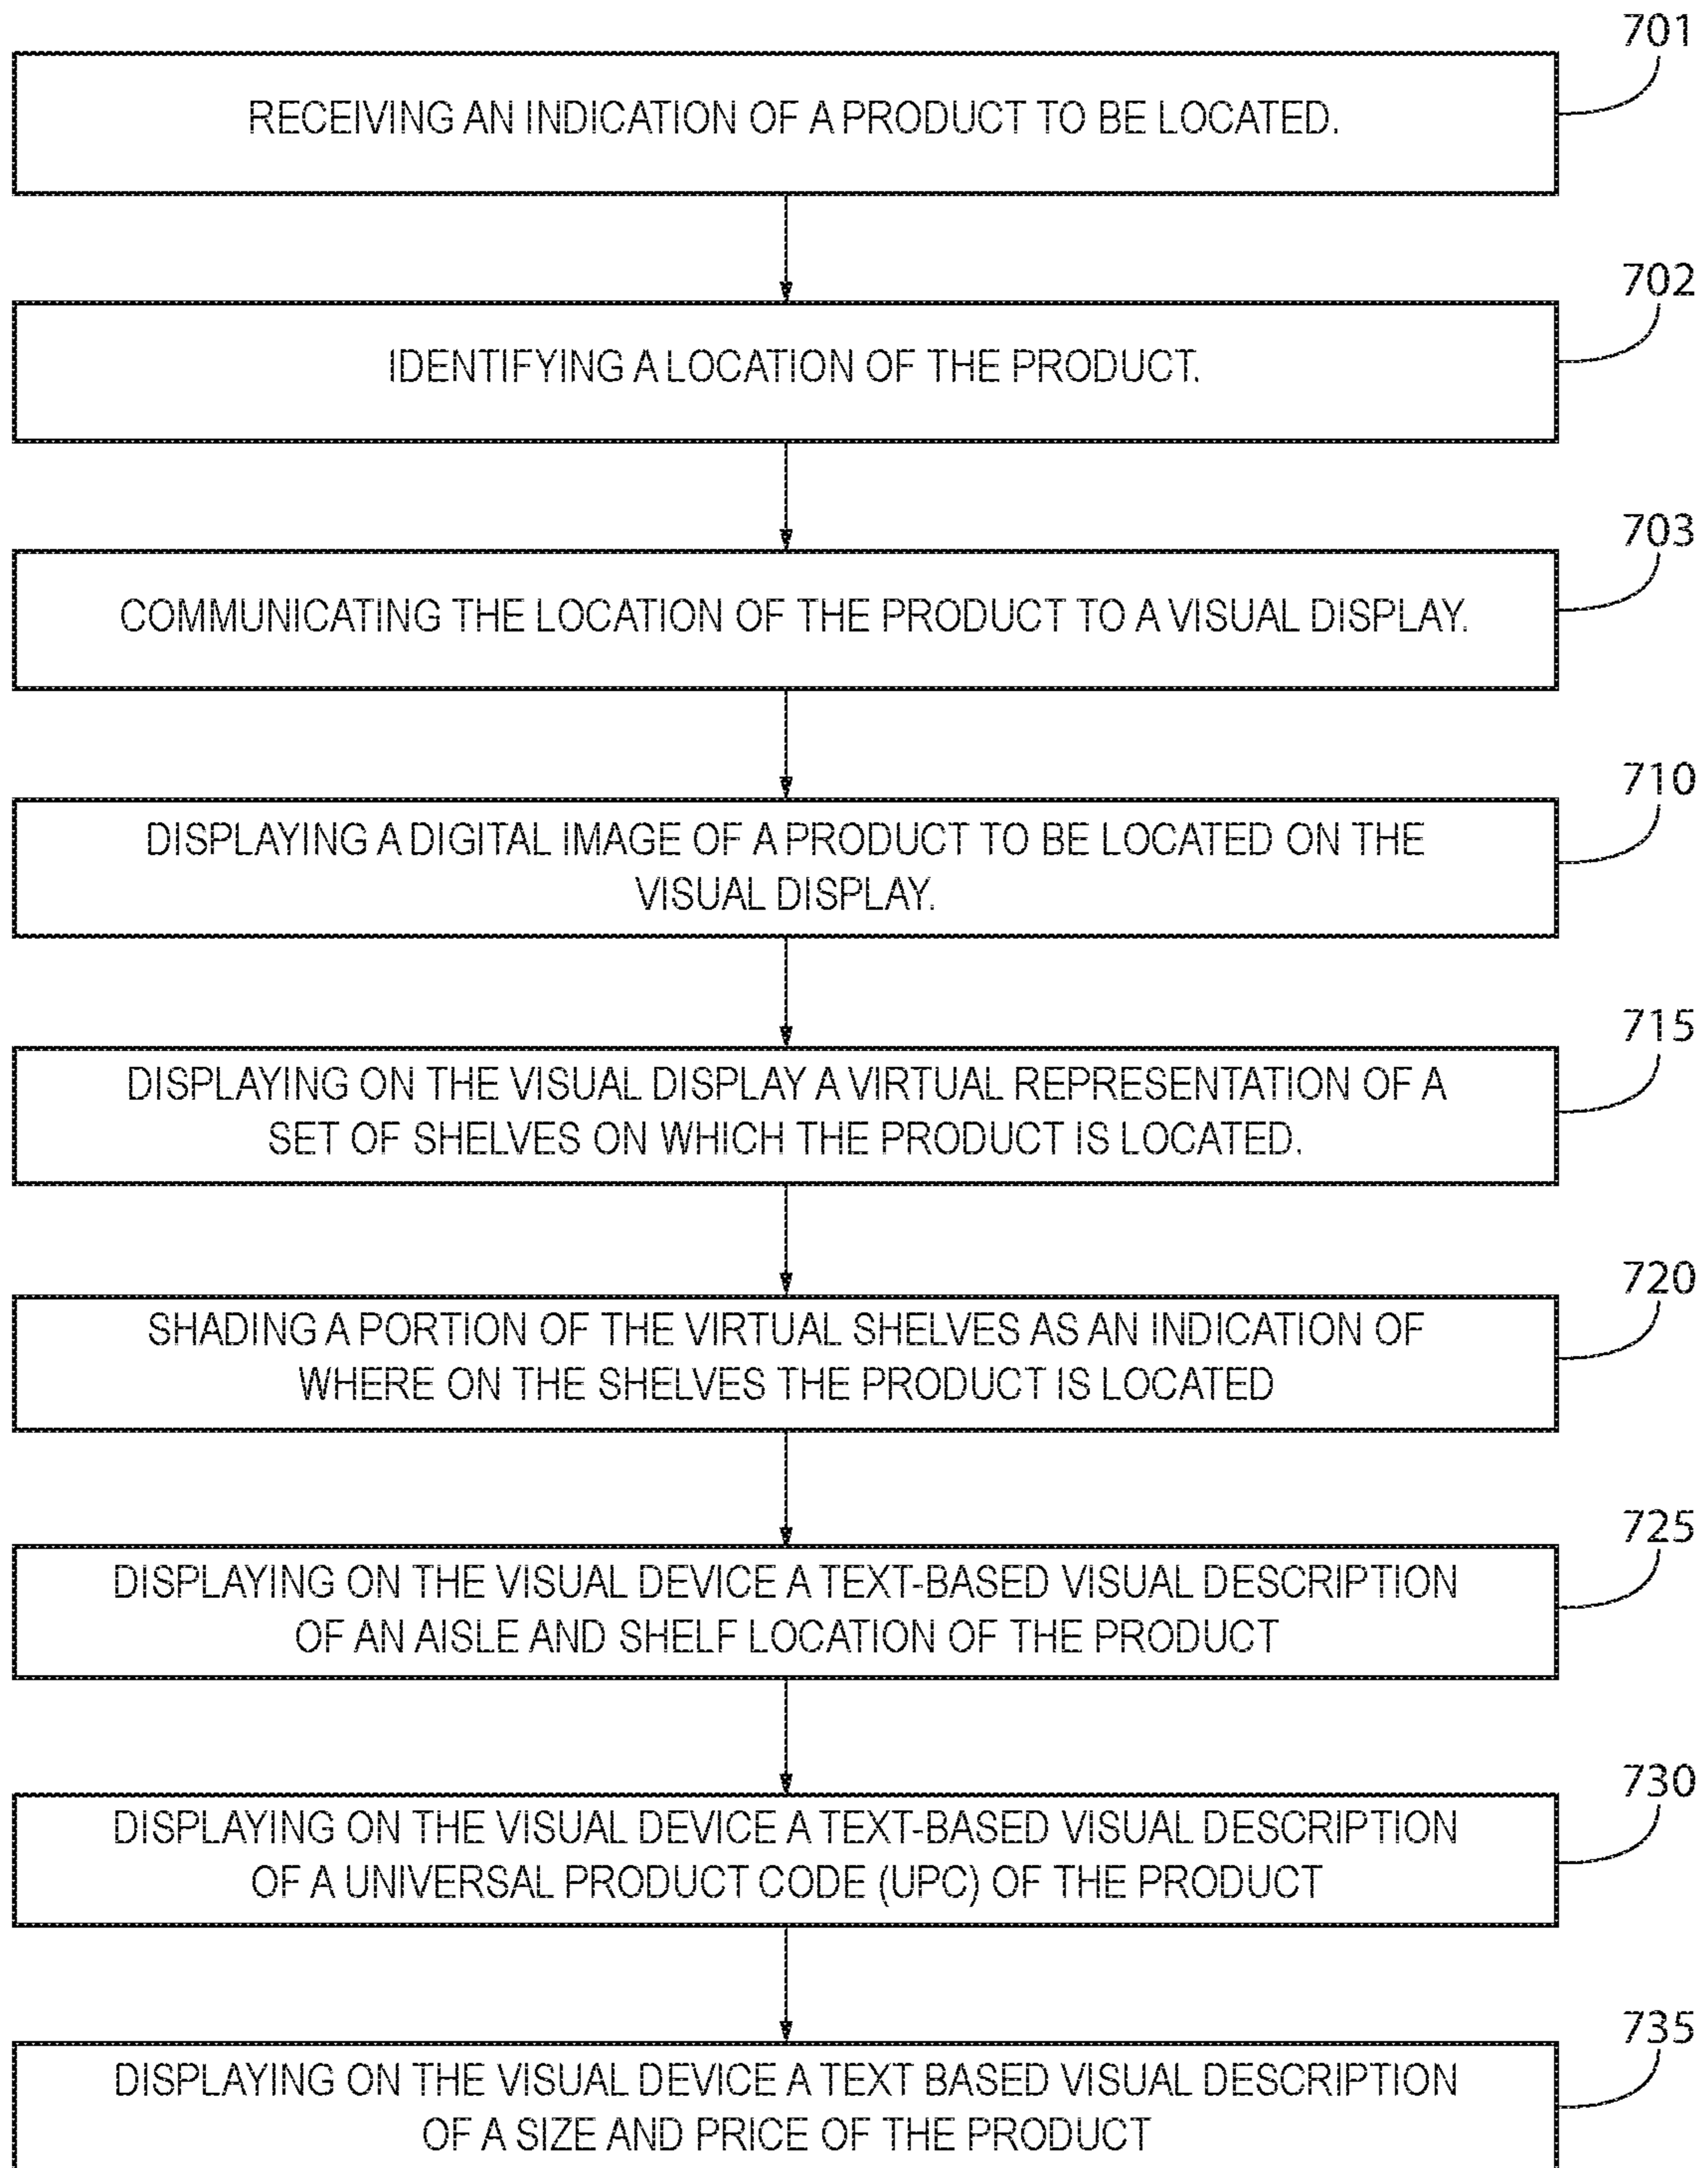 701
RECEIVING AN INDICATION OF A PRODUCT TO BE LOCATED.
702
IDENTIFYING A LOCATION OF THE PRODUCT.
703
COMMUNICATING THE LOCATION OF THE PRODUCT TO A VISUAL DISPLAY.
710
DISPLAYING A DIGITAL IMAGE OF A PRODUCT TO BE LOCATED ON THE
VISUAL DISPLAY.
715
DISPLAYING ON THE VISUAL DISPLAY A VIRTUAL REPRESENTATION OF A
SET OF SHELVES ON WHICH THE PRODUCT IS LOCATED.
720
SHADING A PORTION OF THE VIRTUAL SHELVES AS AN INDICATION OF
WHERE ON THE SHELVES THE PRODUCT IS LOCATED
725
DISPLAYING ON THE VISUAL DEVICE A TEXT-BASED VISUAL DESCRIPTION
OF AN AISLE AND SHELF LOCATION OF THE PRODUCT
730
DISPLAYING ON THE VISUAL DEVICE A TEXT-BASED VISUAL DESCRIPTION
OF A UNIVERSAL PRODUCT CODE (UPC) OF THE PRODUCT
735
DISPLAYING ON THE VISUAL DEVICE A TEXT BASED VISUAL DESCRIPTION
OF A SIZE AND PRICE OF THE PRODUCT